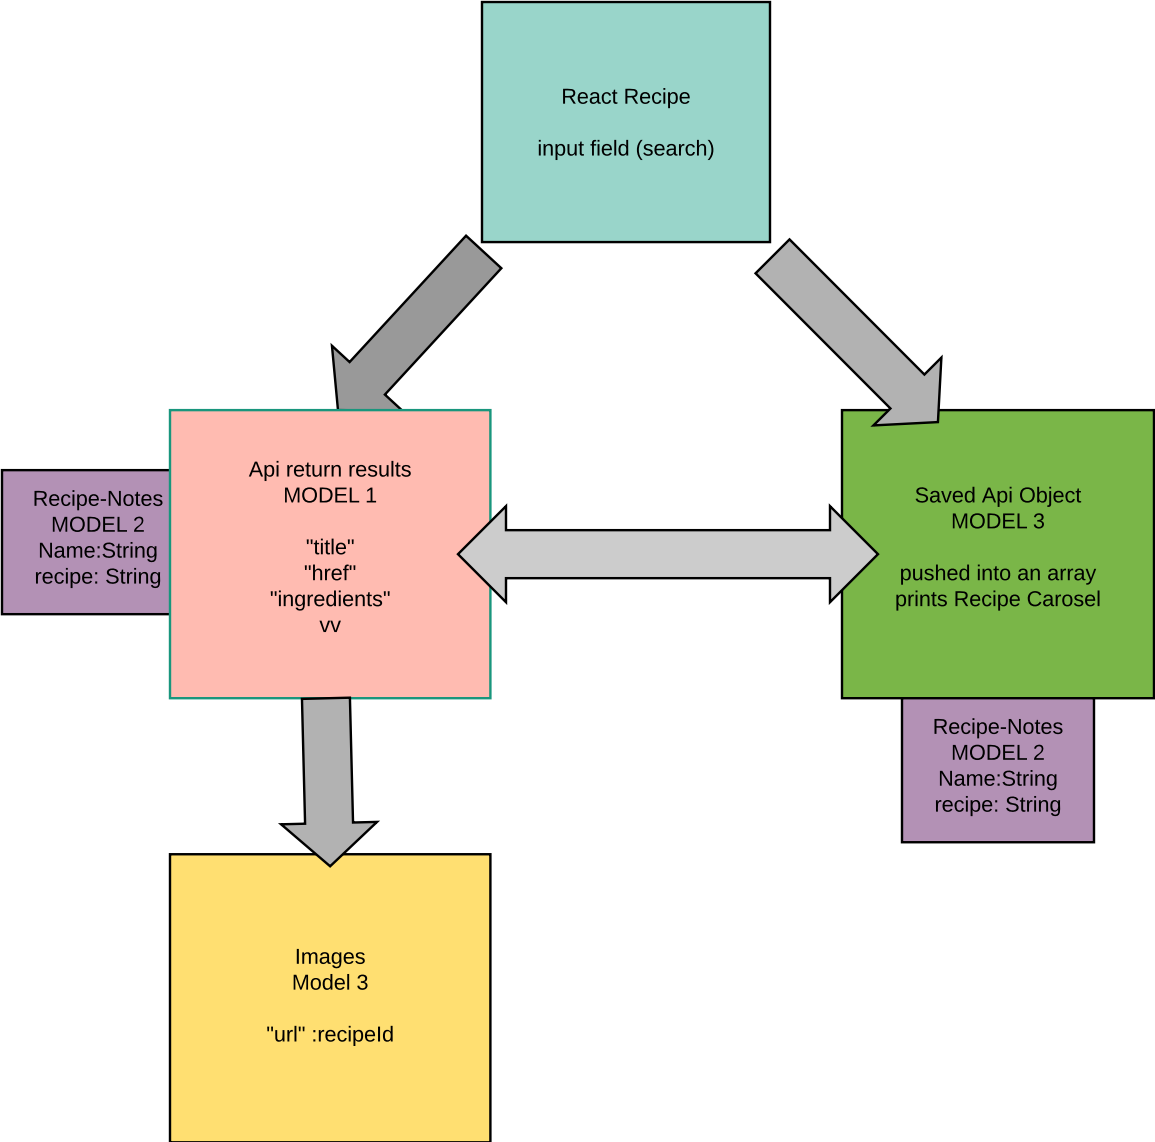 React Recipe
input field (search)
Api return results
MODEL 1
"title"
"href"
"ingredients"
vv
Recipe-Notes
MODEL 2
Name:String
recipe: String
Saved Api Object
MODEL 3
pushed into an array
prints Recipe Carosel
Recipe-Notes
MODEL 2
Name:String
recipe: String
Images
Model 3
"url" :recipeId